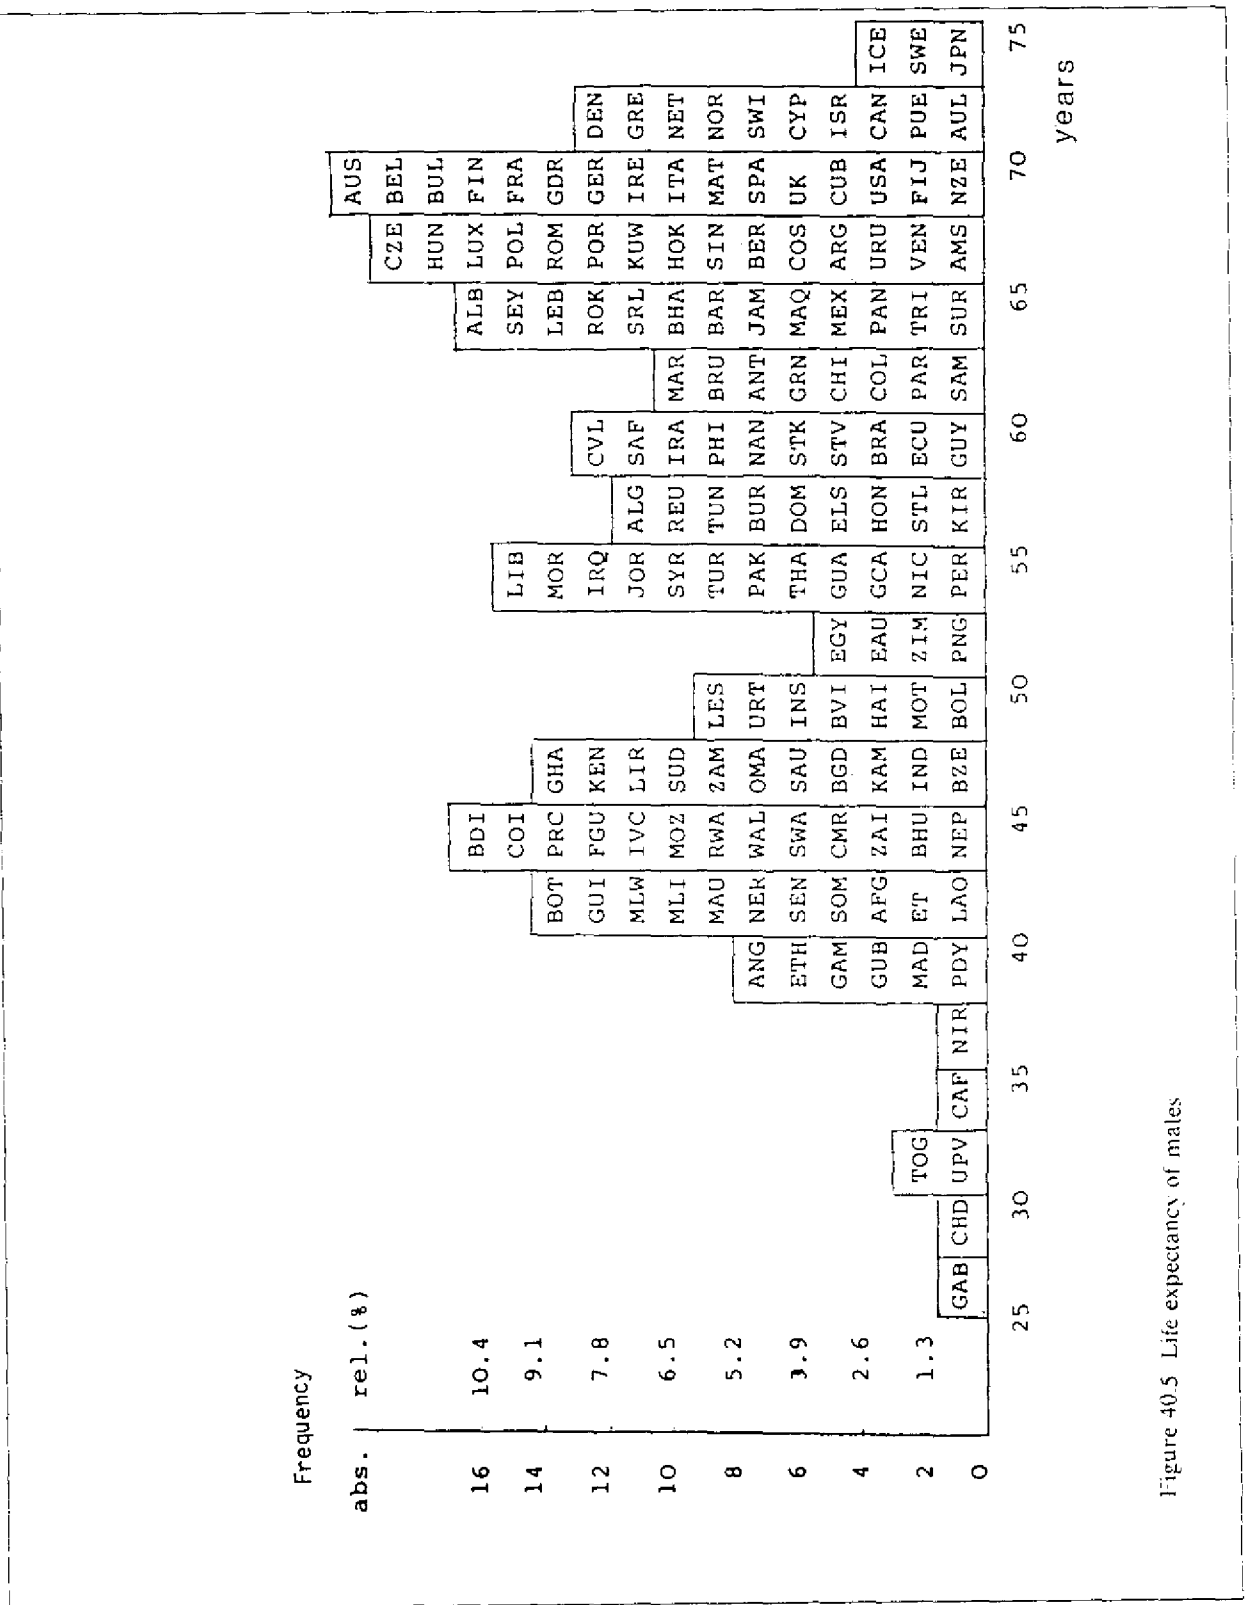 Frequency
abs. rel.(%) AUS
CZE BEL
HUN BUL
16 10.4 BDI ALB LUX FIN
COI LIB SEY POL FRA
14 9.1 BOT PRC GHA MOR LEB ROM GDR
12 7.8 GUI FGU KEN IRQ CVL ROK POR GER DEN
MLW IVC LIR JOR ALG SAF SRL KUW IRE GRE
10 6.5 MLI MOZ SUD SYR REU IRA MAR BHA HOK ITA NET
MAU RWA ZAM LES TUR TUN PHI BRU BAR SIN MAT NOR
8 5.2 ANG NER WAL OMA URT PAK BUR NAN ANT JAM BER SPA SWI
6 3.9 ETH SEN SWA SAU INS THA DOM STK GRN MAQ COS UK CYP
GAM SOM CMR BGD BVI EGY GUA ELS STV CHI MEX ARG CUB ISR
4 2.6 GUB AFG ZAI KAM HAI EAU GCA HON BRA COL PAN URU USA CAN ICE
2 1.3 TOG MAD ET BHU IND MOT ZIM NIC STL ECU PAR TRI VEN FIJ PUE SWE
GAB CHD UPV CAF NIR PDY LAO NEP BZE BOL PNG PER KIR GUY SAM SUR AMS NZE AUL JPN
0
25 30 35 40 45 50 55 60 65 70 75
years
Figure 40.5 Life expectancy of males